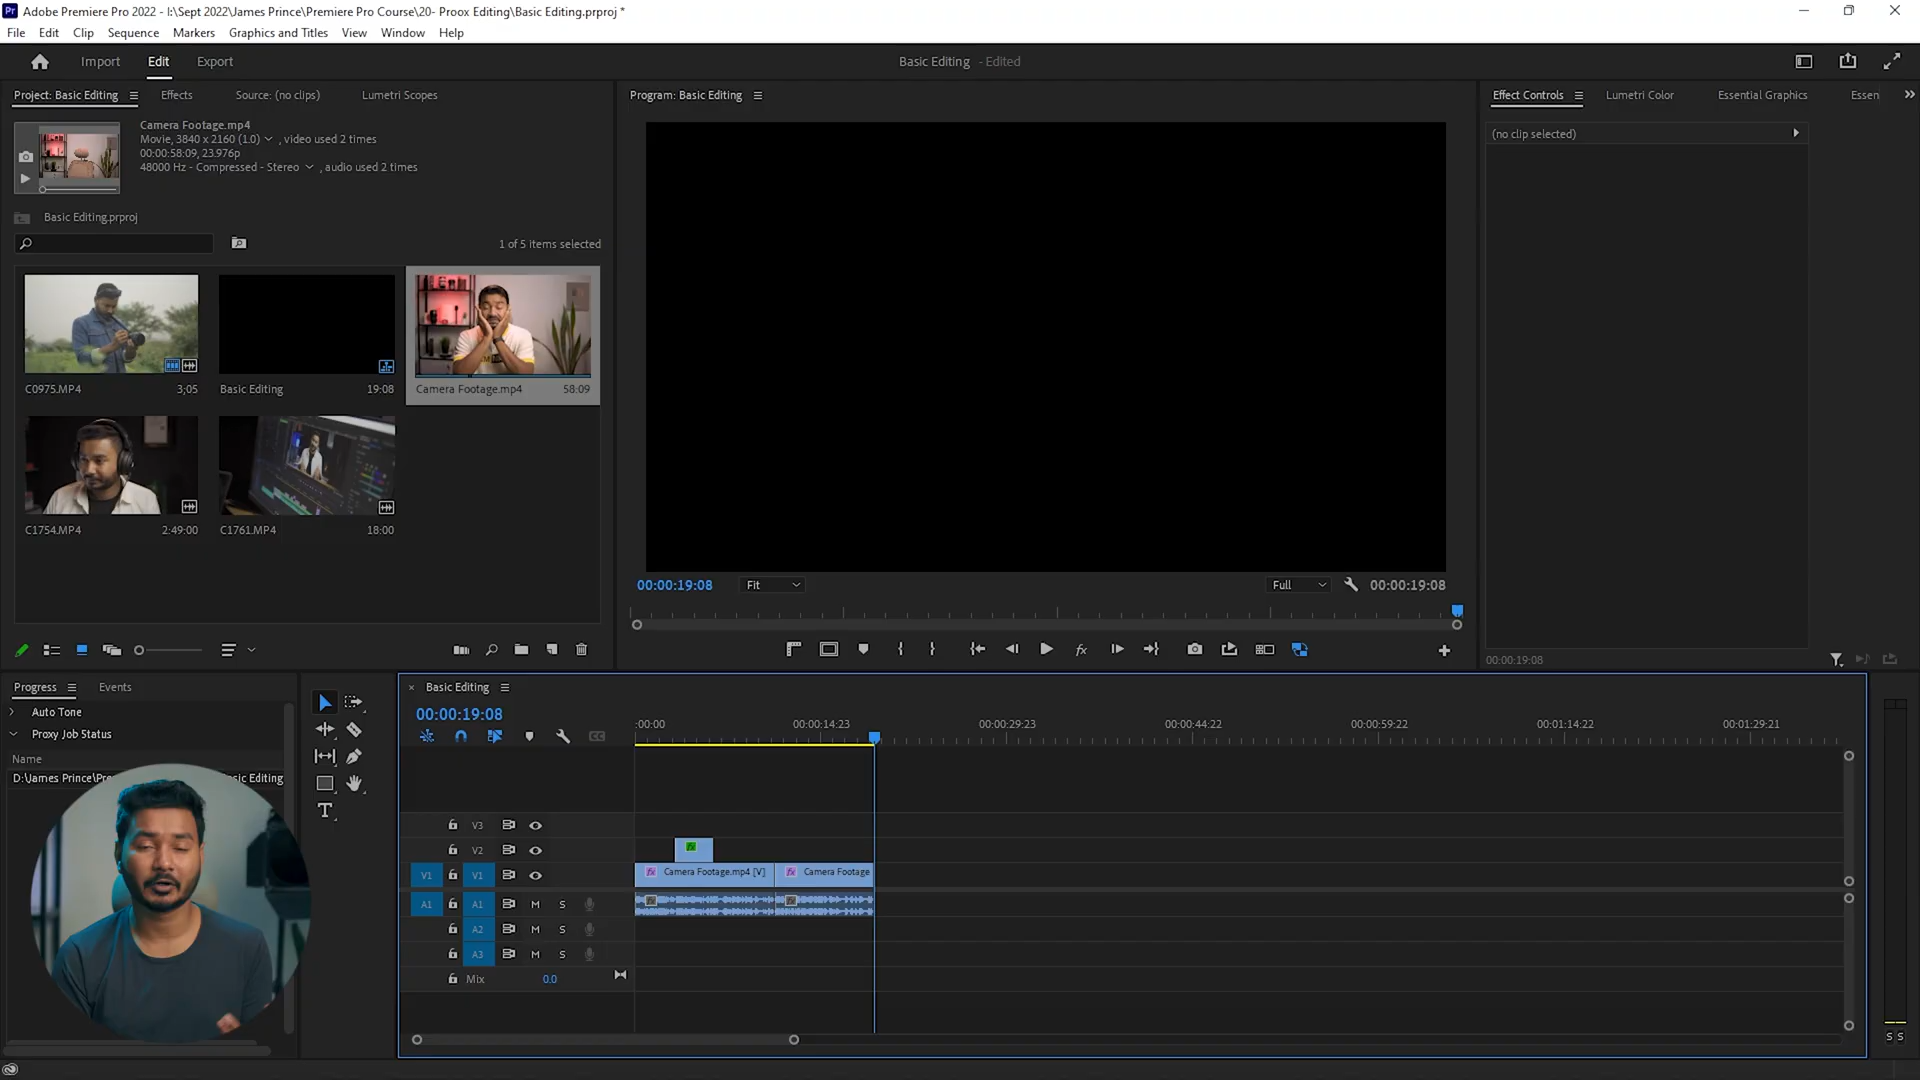 Adobe Premiere Pro 2022 - I:\Sept 2022\James Prince\Premiere Pro Course\20- Proox Editing\Basic Editing.prproj *
File Edit Clip Sequence Markers Graphics and Titles View Window Help
Import Edit Export
Basic Editing - Edited
Project: Basic Editing Effects Source: (no clips) Lumetri Scopes
Camera Footage.mp4
Movie, 3840 x 2160 (1.0) , video used 2 times
00:00:58:09, 23.976p
48000 Hz - Compressed - Stereo , audio used 2 times
Basic Editing.prproj
1 of 5 items selected
C0975.MP4 3;05
Basic Editing 19:08
Camera Footage.mp4 58:09
C1754.MP4 2:49:00
C1761.MP4 18:00
Program: Basic Editing
00:00:19:08 Fit Full 00:00:19:08
Effect Controls Lumetri Color Essential Graphics Essen
(no clip selected)
00:00:19:08
Progress Events
Auto Tone
Proxy Job Status
Name
D:\James Prince\Pre
sic Editing
Basic Editing
00:00:19:08
:00:00 00:00:14:23 00:00:29:23 00:00:44:22 00:00:59:22 00:01:14:22 00:01:29:21
V3
V2
V1 V1 Camera Footage.mp4 [V] Camera Footage
A1 A1 M S
A2 M S
A3 M S
Mix 0.0
S S